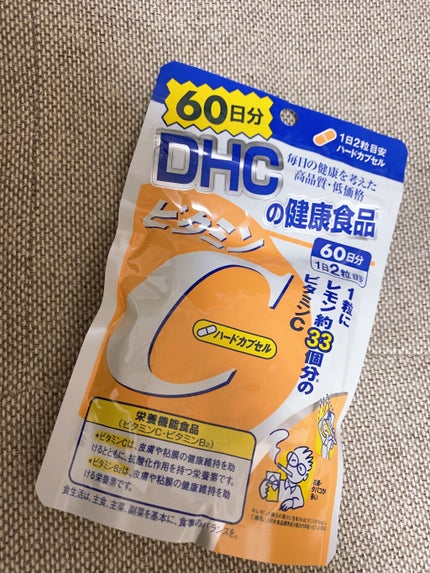 60日分
1日2粒目安
ハードカプセル
DHC
毎日の健康を考えた
高品質・低価格
の健康食品
ビタミン
C
ハードカプセル
60日分
1日2粒目安
1粒に
レモン約33個分の
ビタミンC
栄養機能食品
(ビタミンC・ビタミンB₂)
●ビタミンCは、皮膚や粘膜の健康維持を助
けるとともに、抗酸化作用を持つ栄養素です。
●ビタミンB₂は、皮膚や粘膜の健康維持を助
ける栄養素です。
食生活は、主食、主菜、副菜を基本に、食事のバランスを。
タバコが
多い